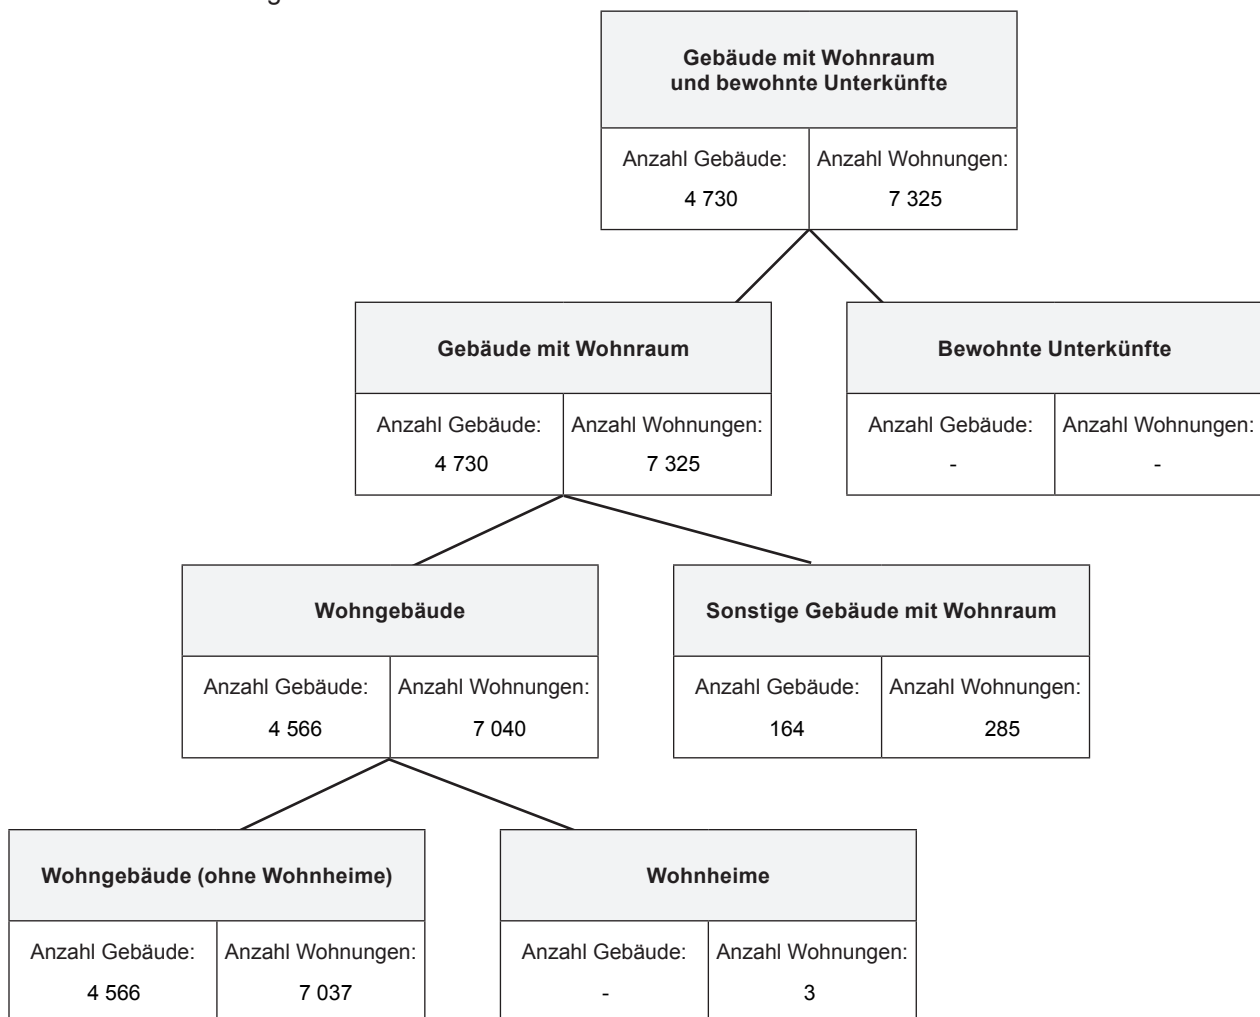 Gebäude mit Wohnraum
und bewohnte Unterkünfte
Anzahl Gebäude: Anzahl Wohnungen:
4 730 7 325
Gebäude mit Wohnraum
Anzahl Gebäude: Anzahl Wohnungen:
4 730 7 325
Bewohnte Unterkünfte
Anzahl Gebäude: Anzahl Wohnungen:
- -
Wohngebäude
Anzahl Gebäude: Anzahl Wohnungen:
4 566 7 040
Sonstige Gebäude mit Wohnraum
Anzahl Gebäude: Anzahl Wohnungen:
164 285
Wohngebäude (ohne Wohnheime)
Anzahl Gebäude: Anzahl Wohnungen:
4 566 7 037
Wohnheime
Anzahl Gebäude: Anzahl Wohnungen:
- 3